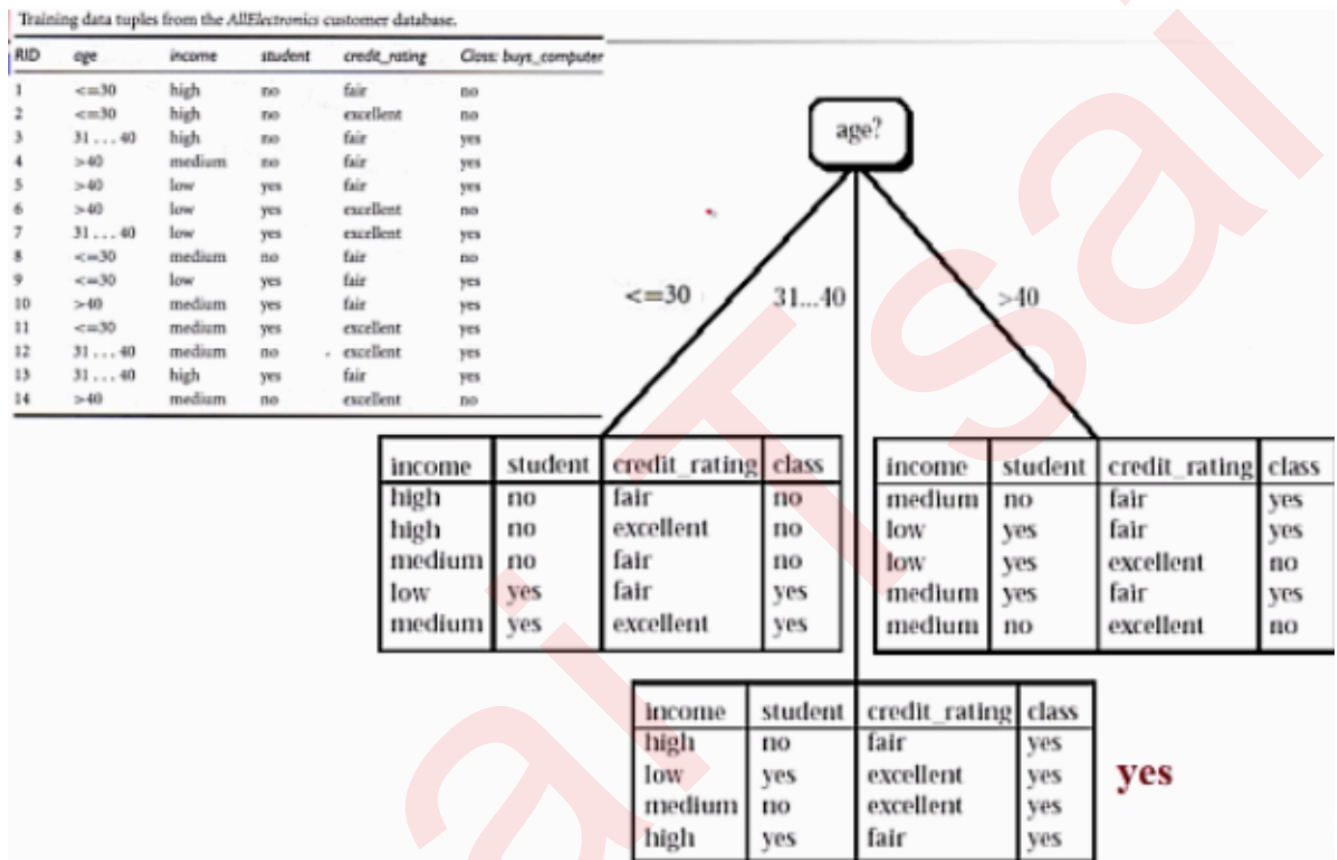 Training data tuples from the AllElectronics customer database.
RID age income student credit_rating Class: buys_computer
1 <=30 high no fair no
2 <=30 high no excellent no
3 31 . . . 40 high no fair yes
4 >40 medium no fair yes
5 >40 low yes fair yes
6 >40 low yes excellent no
7 31 . . . 40 low yes excellent yes
8 <=30 medium no fair no
9 <=30 low yes fair yes
10 >40 medium yes fair yes
11 <=30 medium yes excellent yes
12 31 . . . 40 medium no excellent yes
13 31 . . . 40 high yes fair yes
14 >40 medium no excellent no
age?
<=30 31...40 >40
income student credit_rating class
high no fair no
high no excellent no
medium no fair no
low yes fair yes
medium yes excellent yes
income student credit_rating class
medium no fair yes
low yes fair yes
low yes excellent no
medium yes fair yes
medium no excellent no
income student credit_rating class
high no fair yes
low yes excellent yes
medium no excellent yes
high yes fair yes
yes